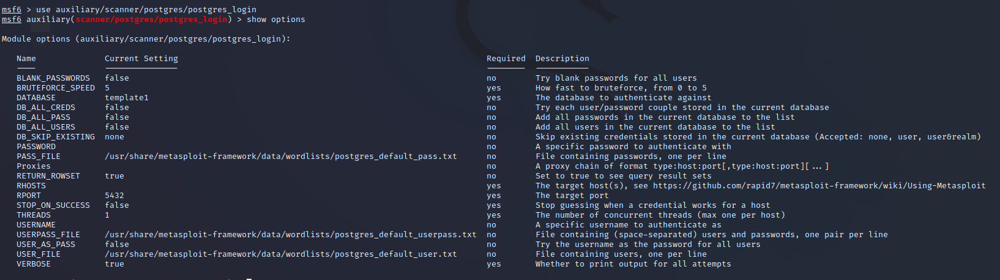 msf6 > use auxiliary/scanner/postgres/postgres_login
msf6 auxiliary(scanner/postgres/postgres_login) > show options
Module options (auxiliary/scanner/postgres/postgres_login):
Name Current Setting Required Description
BLANK_PASSWORDS false no Try blank passwords for all users
BRUTEFORCE_SPEED 5 yes How fast to bruteforce, from 0 to 5
DATABASE template1 yes The database to authenticate against
DB_ALL_CREDS false no Try each user/password couple stored in the current database
DB_ALL_PASS false no Add all passwords in the current database to the list
DB_ALL_USERS false no Add all users in the current database to the list
DB_SKIP_EXISTING none no Skip existing credentials stored in the current database (Accepted: none, user, user&realm)
PASSWORD no A specific password to authenticate with
PASS_FILE /usr/share/metasploit-framework/data/wordlists/postgres_default_pass.txt no File containing passwords, one per line
Proxies no A proxy chain of format type:host:port[,type:host:port][...]
RETURN_ROWSET true no Set to true to see query result sets
RHOSTS yes The target host(s), see https://github.com/rapid7/metasploit-framework/wiki/Using-Metasploit
RPORT 5432 yes The target port
STOP_ON_SUCCESS false yes Stop guessing when a credential works for a host
THREADS 1 yes The number of concurrent threads (max one per host)
USERNAME no A specific username to authenticate as
USERPASS_FILE /usr/share/metasploit-framework/data/wordlists/postgres_default_userpass.txt no File containing (space-separated) users and passwords, one pair per line
USER_AS_PASS false no Try the username as the password for all users
USER_FILE /usr/share/metasploit-framework/data/wordlists/postgres_default_user.txt no File containing users, one per line
VERBOSE true yes Whether to print output for all attempts